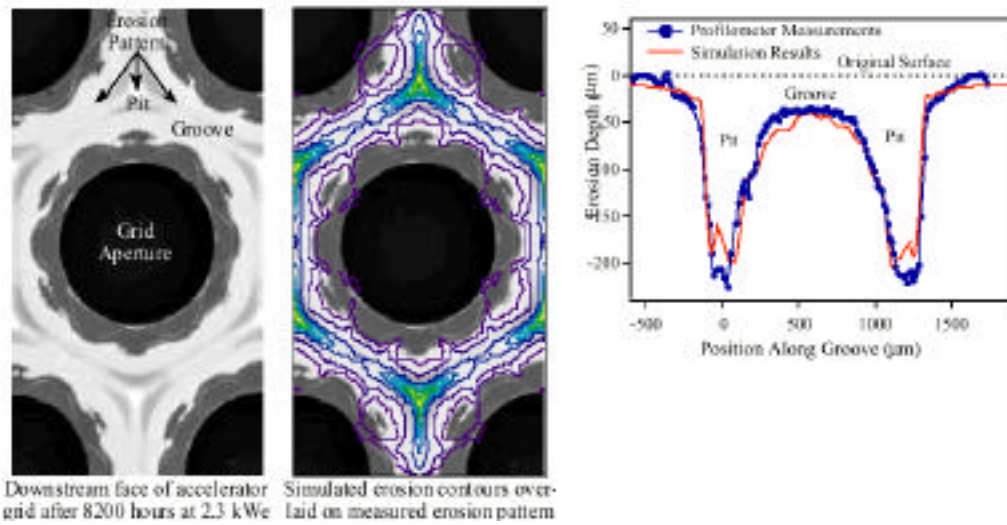 Erosion
Pattern
Pit
Groove
Grid
Aperture
Downstream face of accelerator
grid after 8200 hours at 2.3 kWe
Simulated erosion contours over-
laid on measured erosion pattern
Profilometer Measurements
Simulation Results
Original Surface
Groove
Pit
Pit
Erosion Depth (µm)
50
0
-50
-100
-150
-200
-500
0
500
1000
1500
Position Along Groove (µm)